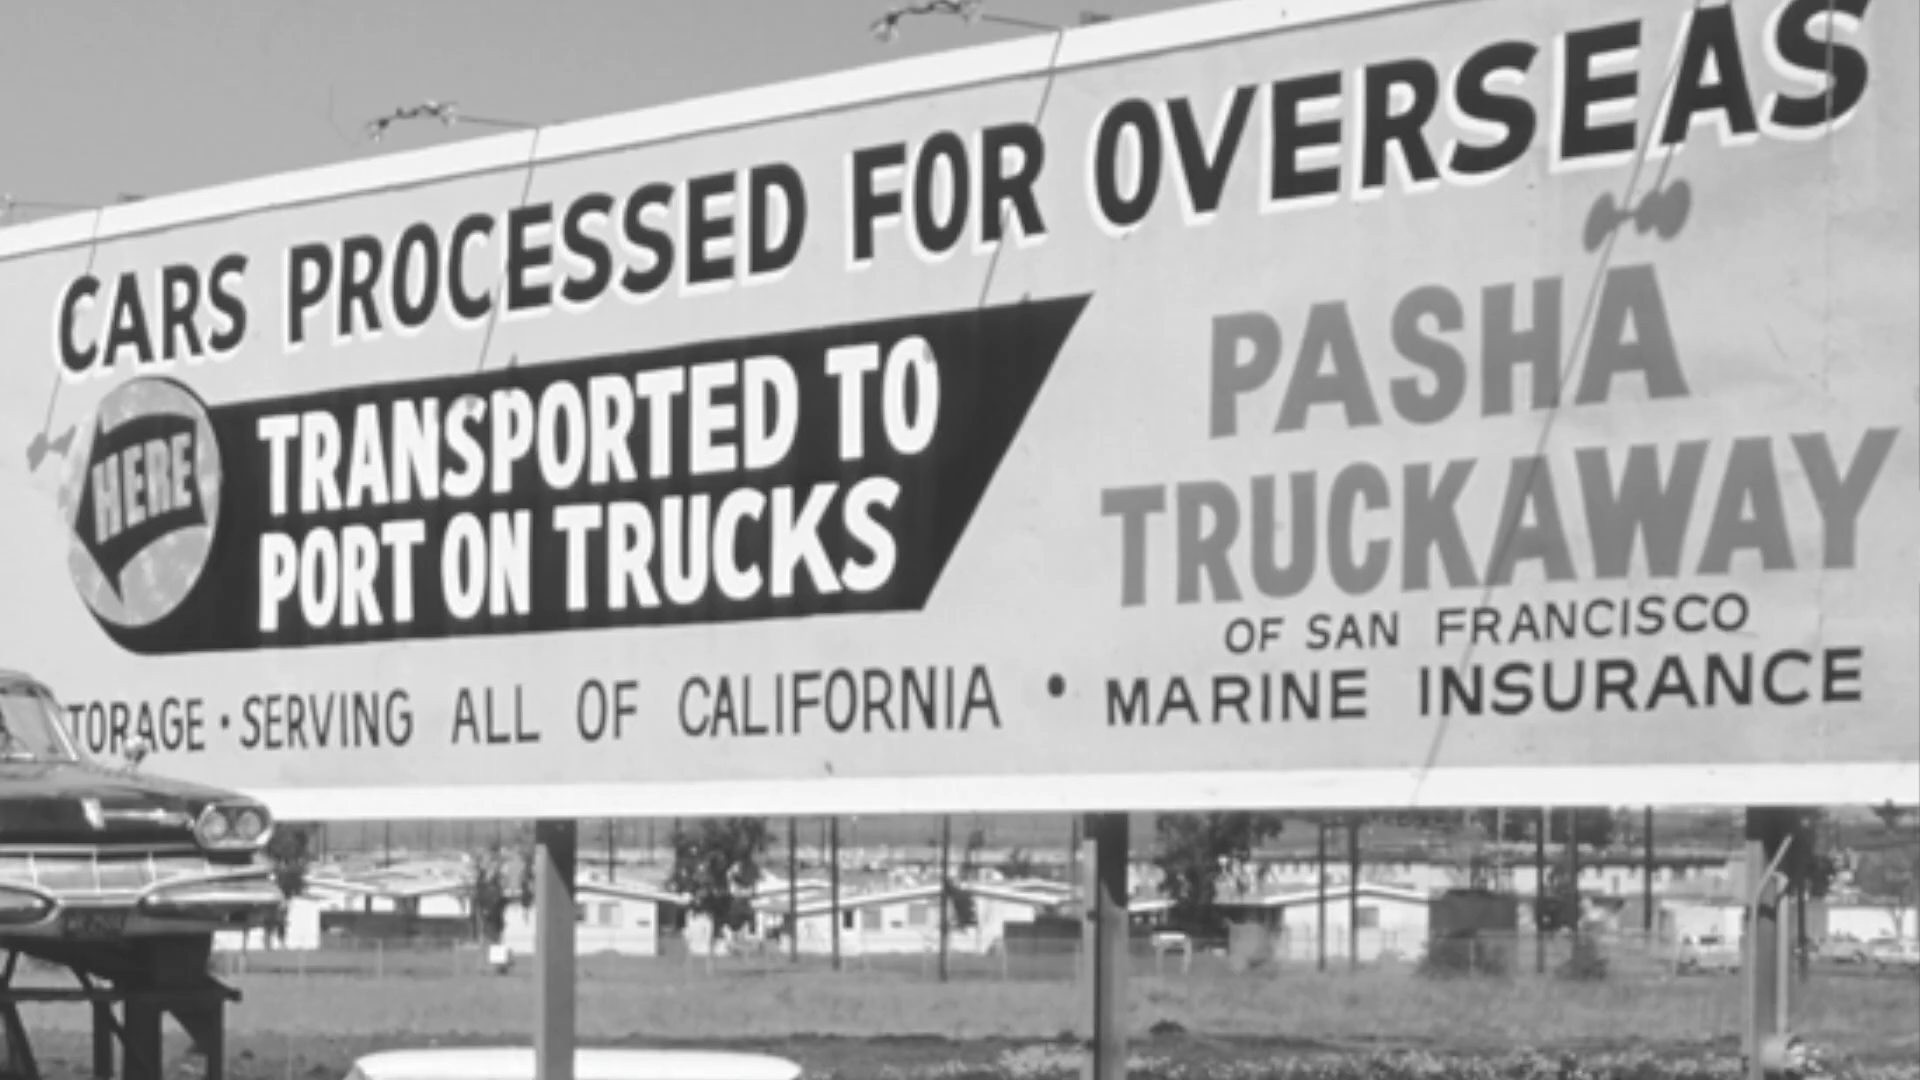 CARS PROCESSED FOR OVERSEAS
HERE
TRANSPORTED TO
PORT ON TRUCKS
PASHA
TRUCKAWAY
OF SAN FRANCISCO
TORAGE · SERVING ALL OF CALIFORNIA • MARINE INSURANCE